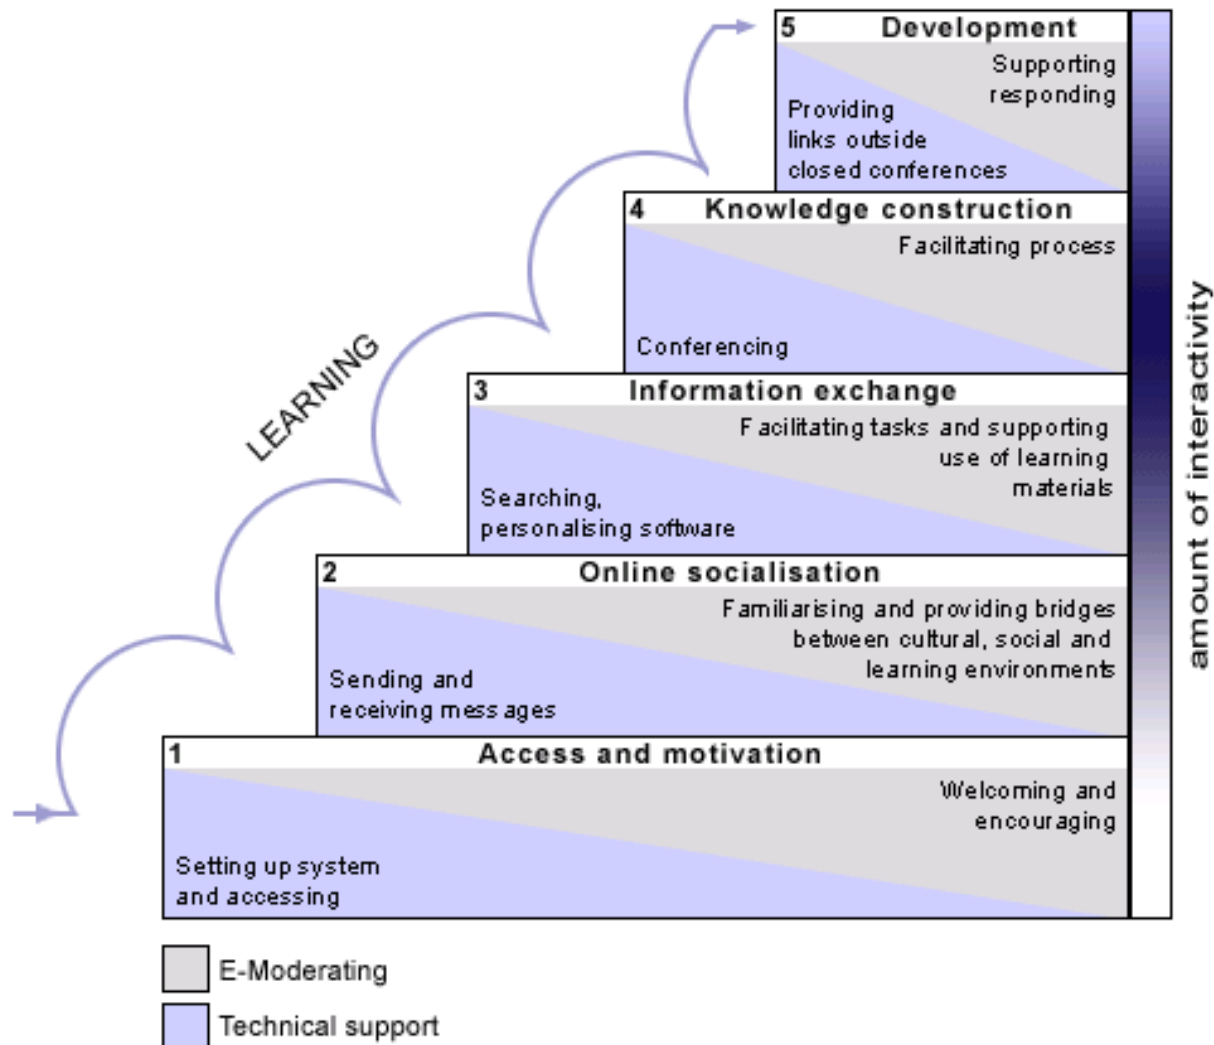 5 Development
Supporting
responding
Providing
links outside
closed conferences
4 Knowledge construction
Facilitating process
Conferencing
3 Information exchange
Facilitating tasks and supporting
use of learning
materials
Searching,
personalising software
2 Online socialisation
Familiarising and providing bridges
between cultural, social and
learning environments
Sending and
receiving messages
1 Access and motivation
Welcoming and
encouraging
Setting up system
and accessing
LEARNING
amount of interactivity
E-Moderating
Technical support